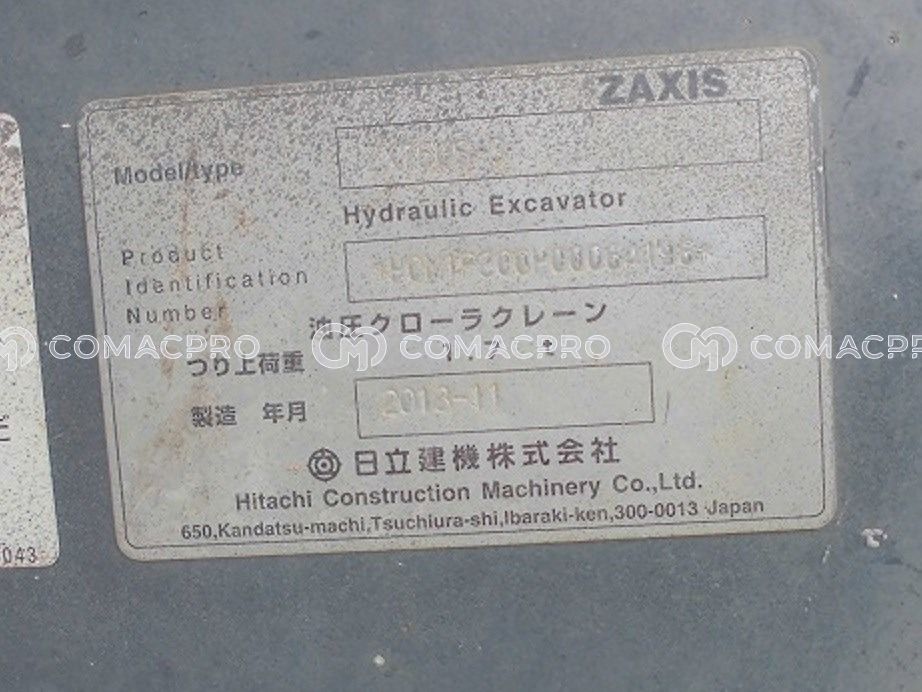 ZAXIS
Model/type
Hydraulic Excavator
Product
Identification
Number
油圧クローラクレーン
つり上荷重
COMACPRO COMACPRO COMACPRO
製造 年月 2013-11
日立建機株式会社
Hitachi Construction Machinery Co.,Ltd.
650,Kandatsu-machi,Tsuchiura-shi,Ibaraki-ken,300-0013 Japan
043